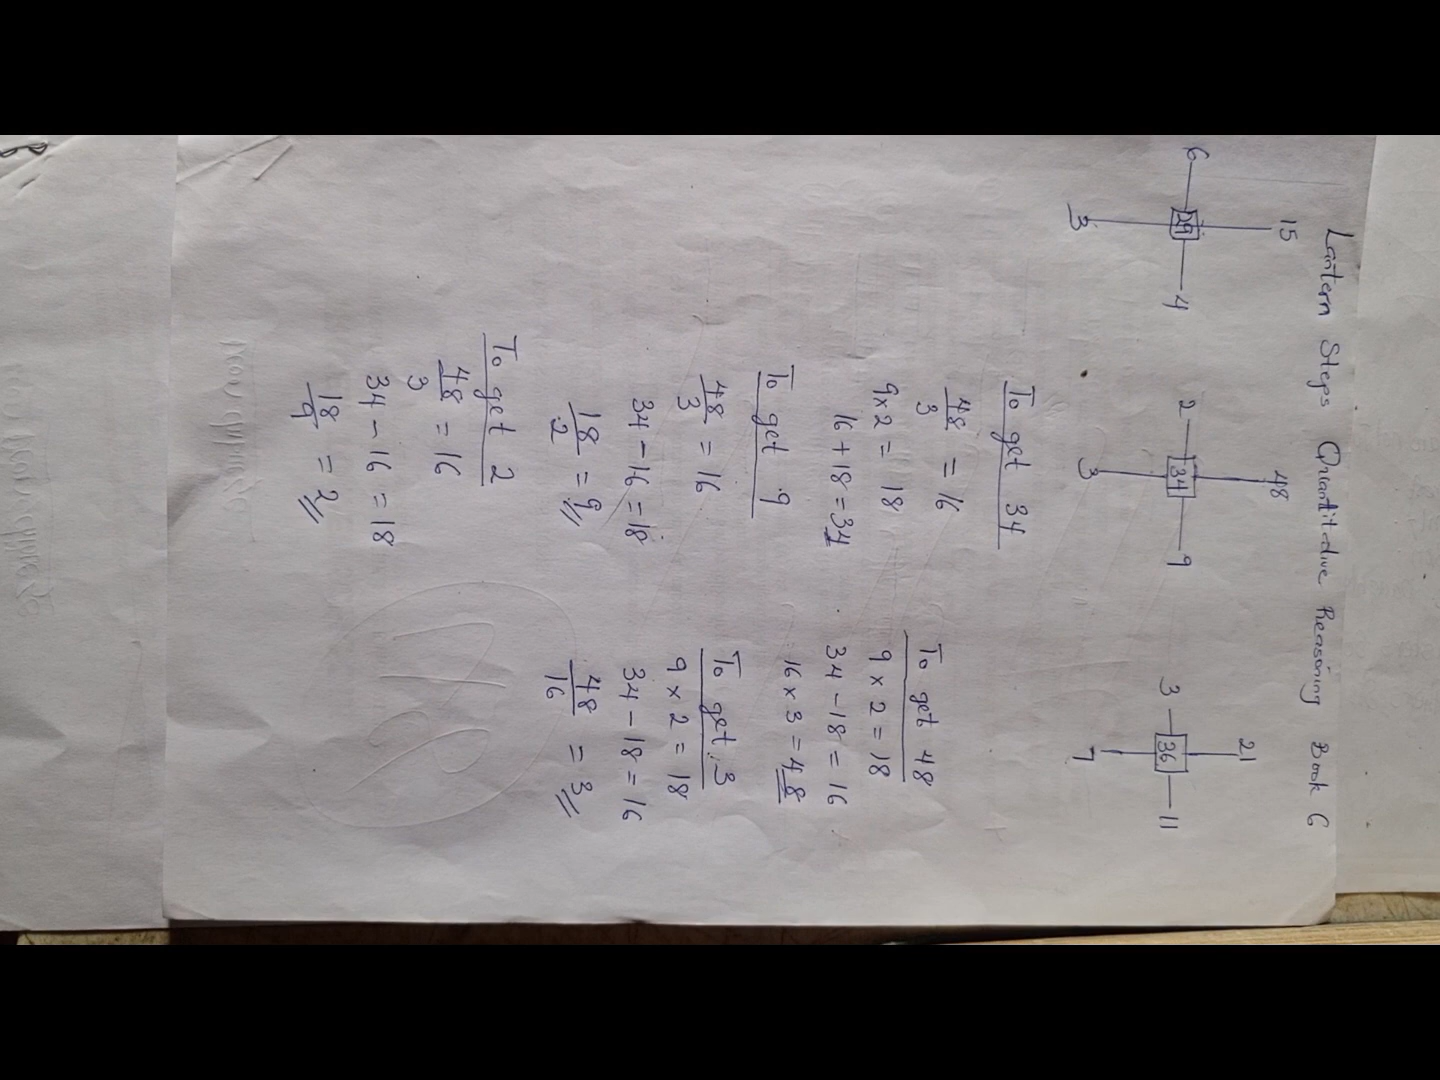 Lantern Steps Quantitative Reasoning Book 6
15 48 21
6 29 4 2 34 9 3 36 11
3 3 7
To get 34
48/3 = 16
9 x 2 = 18
16 + 18 = 34
To get 9
48/3 = 16
34 - 16 = 18
18/2 = 9
To get 2
48/3 = 16
34 - 16 = 18
18/9 = 2
To get 48
9 x 2 = 18
34 - 18 = 16
16 x 3 = 48
To get 3
9 x 2 = 18
34 - 18 = 16
48/16 = 3